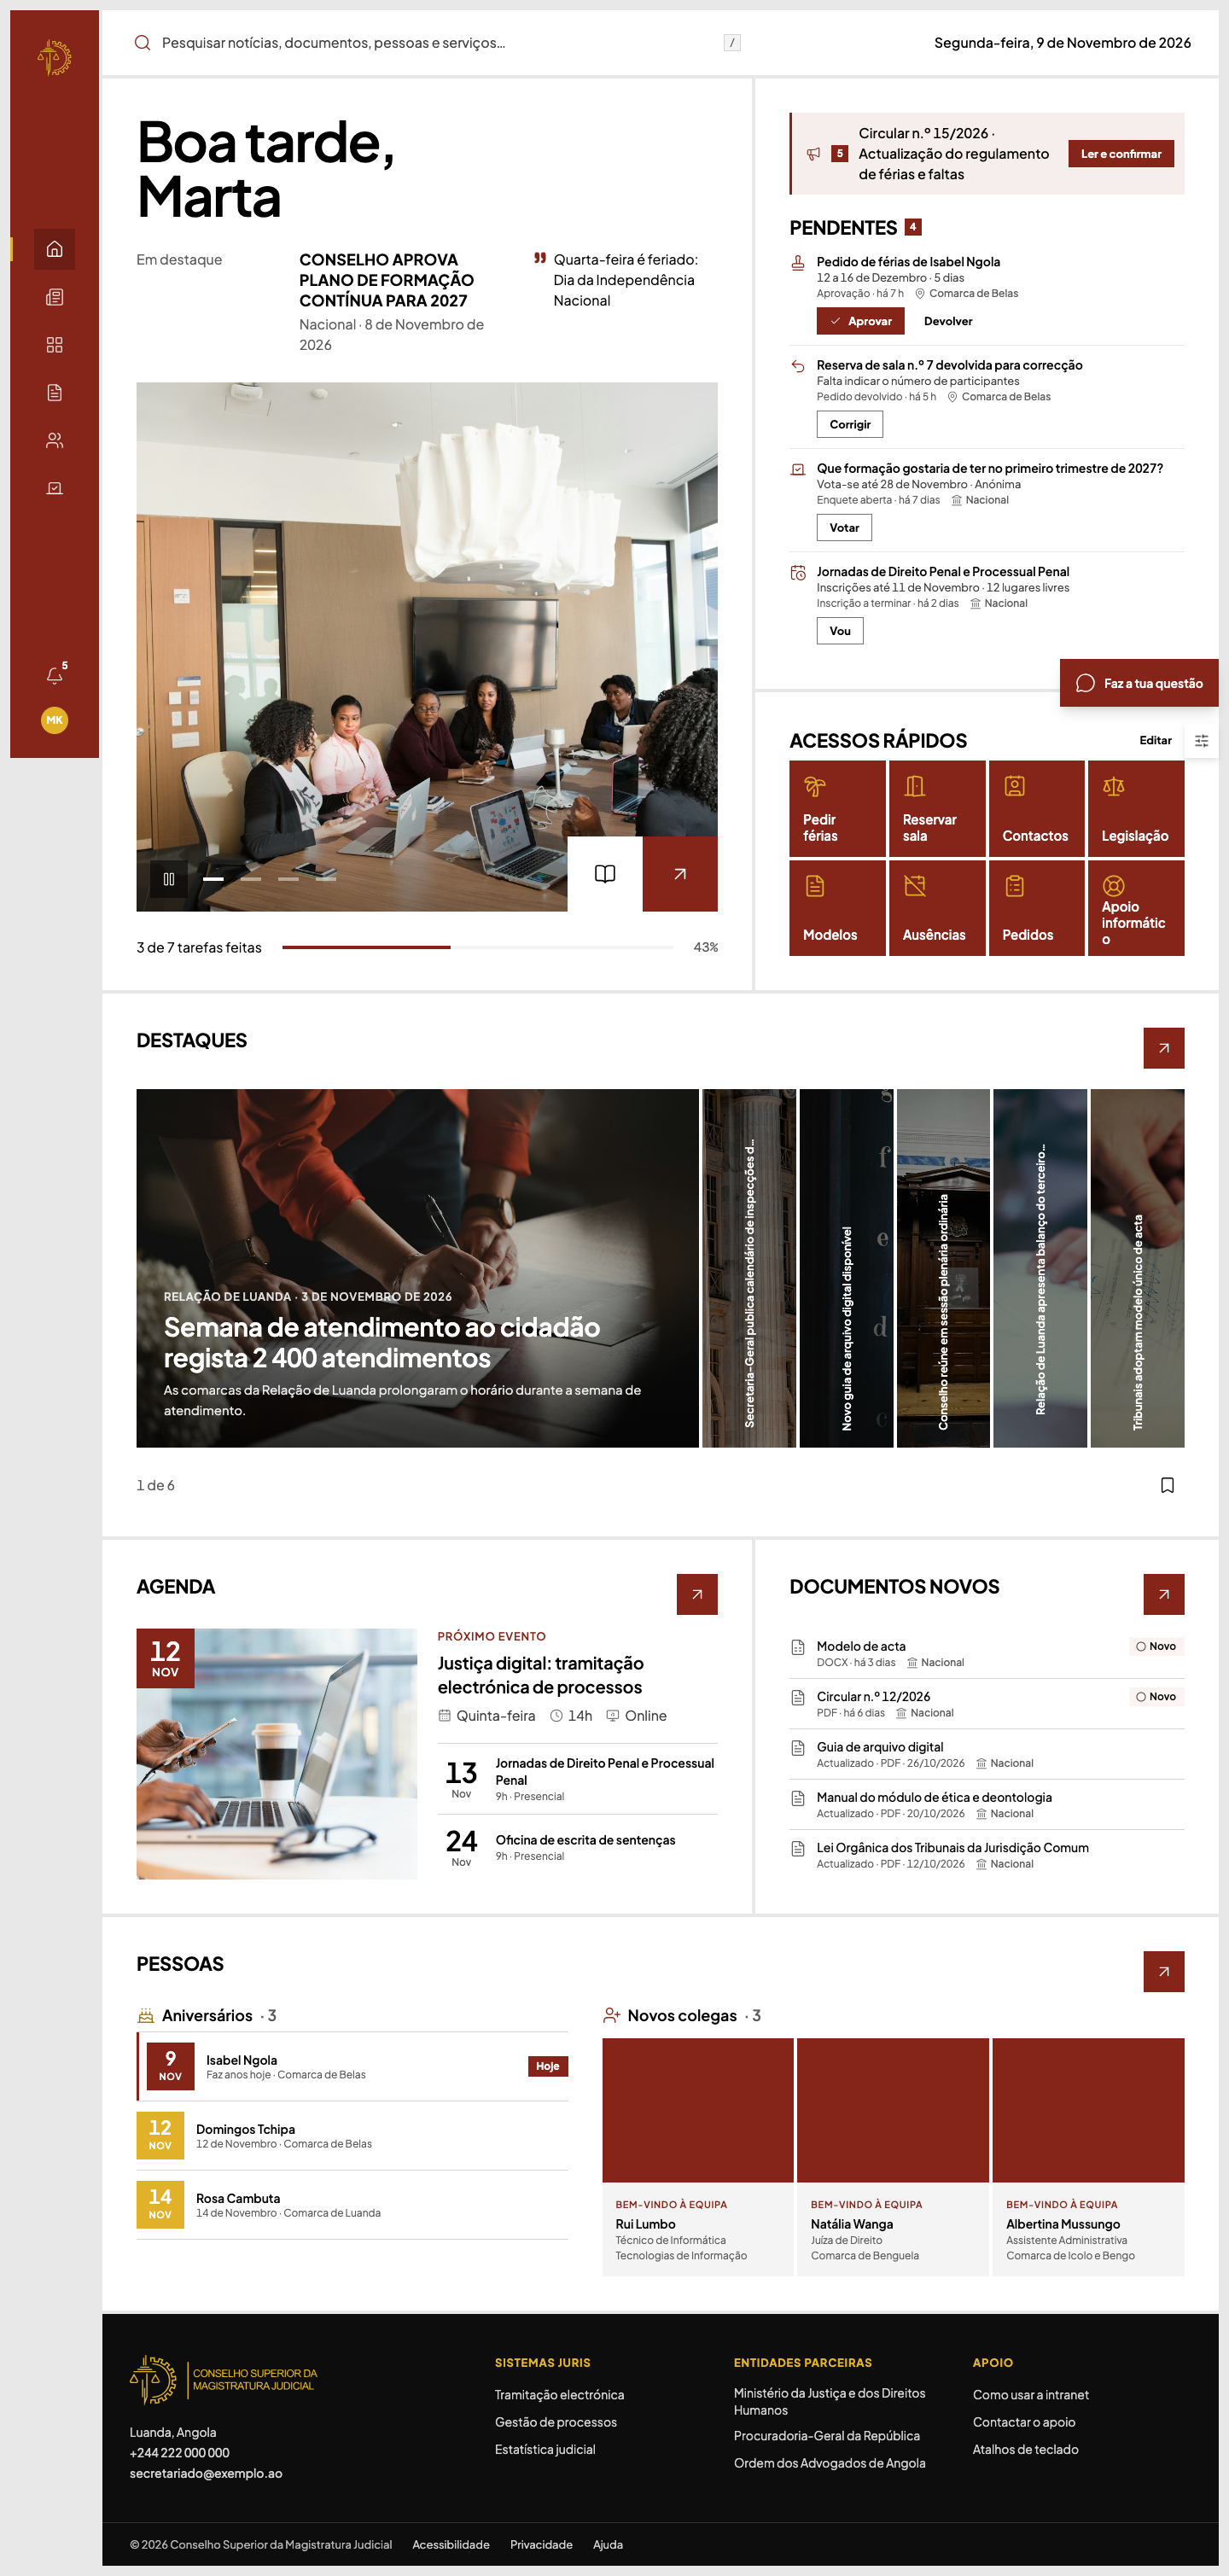 Pesquisar notícias, documentos, pessoas e serviços…
/
Segunda-feira, 9 de Novembro de 2026
5
MK
Boa tarde,
Marta
Em destaque
CONSELHO APROVA
PLANO DE FORMAÇÃO
CONTÍNUA PARA 2027
Nacional · 8 de Novembro de
2026
Quarta-feira é feriado:
Dia da Independência
Nacional
3 de 7 tarefas feitas
43%
5
Circular n.º 15/2026 ·
Actualização do regulamento
de férias e faltas
Ler e confirmar
PENDENTES 4
Pedido de férias de Isabel Ngola
12 a 16 de Dezembro · 5 dias
Aprovação · há 7 h Comarca de Belas
Aprovar Devolver
Reserva de sala n.º 7 devolvida para correcção
Falta indicar o número de participantes
Pedido devolvido · há 5 h Comarca de Belas
Corrigir
Que formação gostaria de ter no primeiro trimestre de 2027?
Vota-se até 28 de Novembro · Anónima
Enquete aberta · há 7 dias Nacional
Votar
Jornadas de Direito Penal e Processual Penal
Inscrições até 11 de Novembro · 12 lugares livres
Inscrição a terminar · há 2 dias Nacional
Vou
Faz a tua questão
ACESSOS RÁPIDOS
Editar
Pedir
férias
Reservar
sala
Contactos
Legislação
Modelos
Ausências
Pedidos
Apoio
informátic
o
DESTAQUES
RELAÇÃO DE LUANDA · 3 DE NOVEMBRO DE 2026
Semana de atendimento ao cidadão
regista 2 400 atendimentos
As comarcas da Relação de Luanda prolongaram o horário durante a semana de
atendimento.
Secretaria-Geral publica calendário de inspecções d…
Novo guia de arquivo digital disponível
Conselho reúne em sessão plenária ordinária
Relação de Luanda apresenta balanço do terceiro…
Tribunais adoptam modelo único de acta
1 de 6
AGENDA
12
NOV
PRÓXIMO EVENTO
Justiça digital: tramitação
electrónica de processos
Quinta-feira 14h Online
13
Nov
Jornadas de Direito Penal e Processual
Penal
9h · Presencial
24
Nov
Oficina de escrita de sentenças
9h · Presencial
DOCUMENTOS NOVOS
Modelo de acta
DOCX · há 3 dias Nacional
Novo
Circular n.º 12/2026
PDF · há 6 dias Nacional
Novo
Guia de arquivo digital
Actualizado · PDF · 26/10/2026 Nacional
Manual do módulo de ética e deontologia
Actualizado · PDF · 20/10/2026 Nacional
Lei Orgânica dos Tribunais da Jurisdição Comum
Actualizado · PDF · 12/10/2026 Nacional
PESSOAS
Aniversários · 3
9
NOV
Isabel Ngola
Faz anos hoje · Comarca de Belas
Hoje
12
NOV
Domingos Tchipa
12 de Novembro · Comarca de Belas
14
NOV
Rosa Cambuta
14 de Novembro · Comarca de Luanda
Novos colegas · 3
BEM-VINDO À EQUIPA
Rui Lumbo
Técnico de Informática
Tecnologias de Informação
BEM-VINDO À EQUIPA
Natália Wanga
Juíza de Direito
Comarca de Benguela
BEM-VINDO À EQUIPA
Albertina Mussungo
Assistente Administrativa
Comarca de Icolo e Bengo
CONSELHO SUPERIOR DA
MAGISTRATURA JUDICIAL
Luanda, Angola
+244 222 000 000
secretariado@exemplo.ao
SISTEMAS JURIS
Tramitação electrónica
Gestão de processos
Estatística judicial
ENTIDADES PARCEIRAS
Ministério da Justiça e dos Direitos
Humanos
Procuradoria-Geral da República
Ordem dos Advogados de Angola
APOIO
Como usar a intranet
Contactar o apoio
Atalhos de teclado
© 2026 Conselho Superior da Magistratura Judicial Acessibilidade Privacidade Ajuda